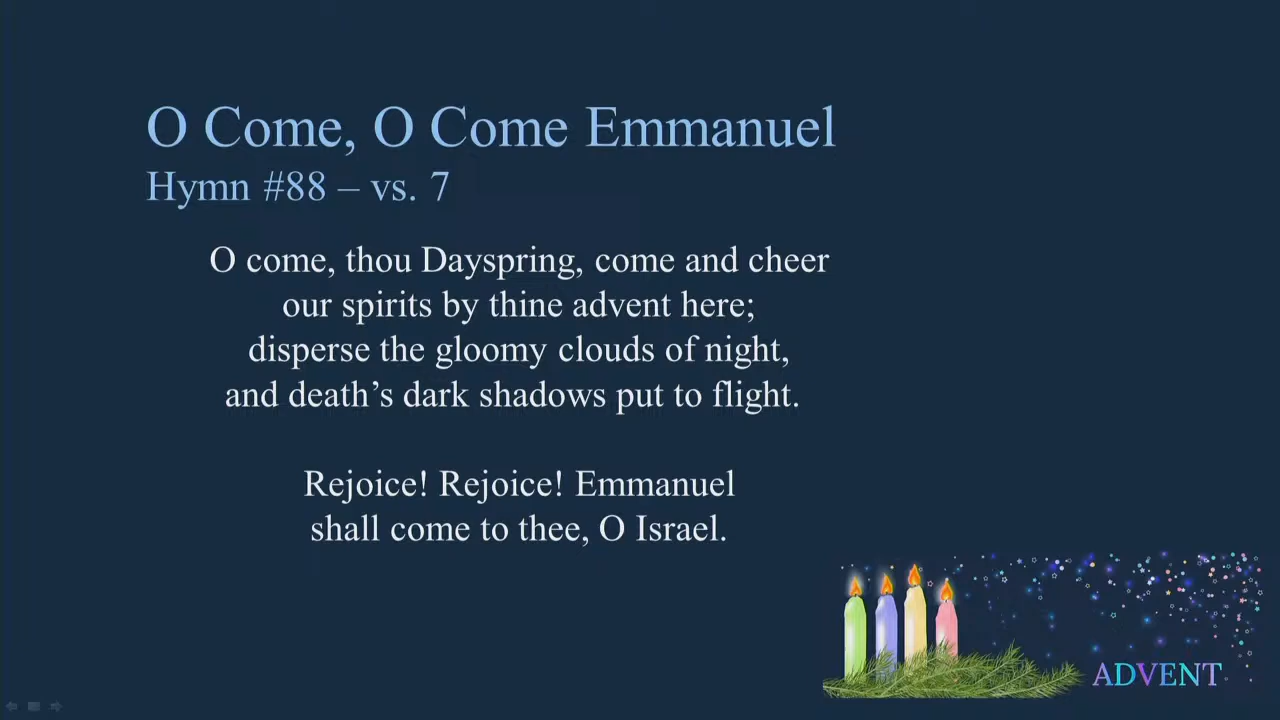 O Come, O Come Emmanuel
Hymn #88 – vs. 7
O come, thou Dayspring, come and cheer
our spirits by thine advent here;
disperse the gloomy clouds of night,
and death’s dark shadows put to flight.
Rejoice! Rejoice! Emmanuel
shall come to thee, O Israel.
ADVENT